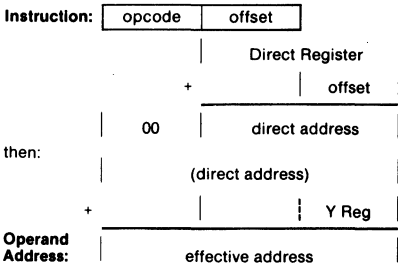 Instruction: opcode offset
Direct Register
+ offset
00 direct address
then:
(direct address)
+ Y Reg
Operand
Address: effective address